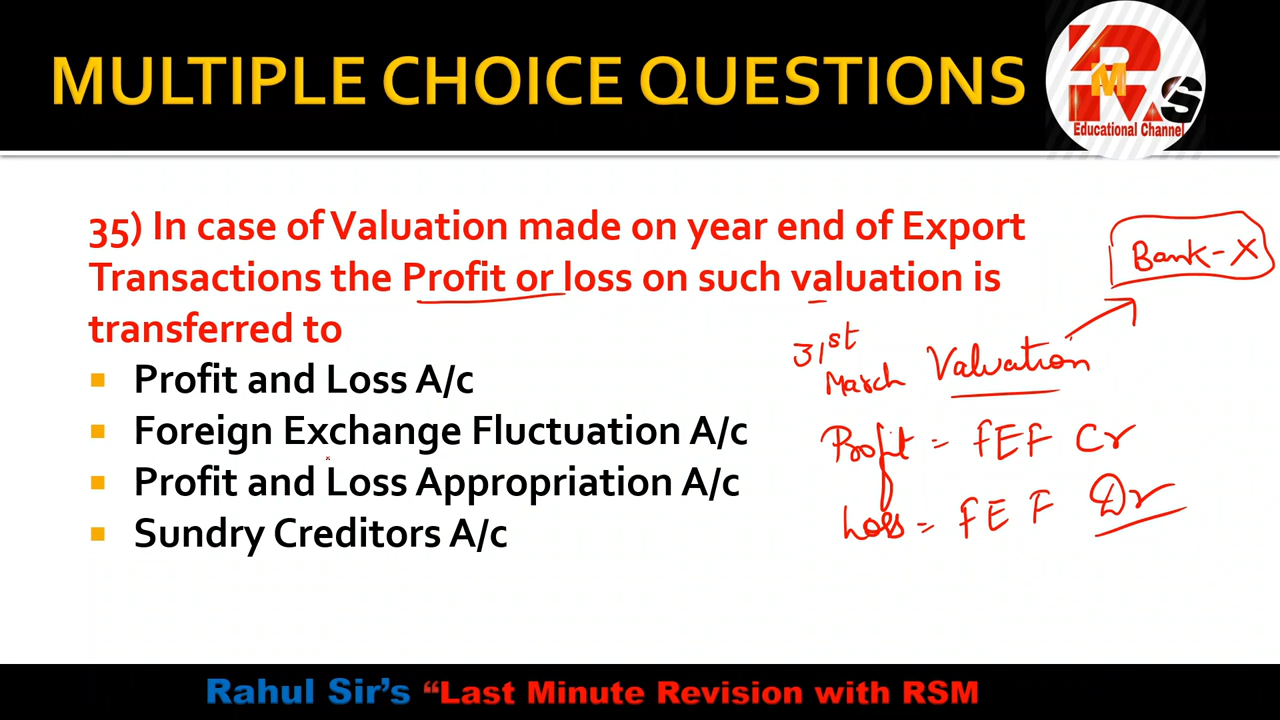 MULTIPLE CHOICE QUESTIONS
RMS
Educational Channel
35) In case of Valuation made on year end of Export
Transactions the Profit or loss on such valuation is
transferred to
Profit and Loss A/c
Foreign Exchange Fluctuation A/c
Profit and Loss Appropriation A/c
Sundry Creditors A/c
Bank - X
31st
March Valuation
Profit = FEF Cr
Loss = FEF Dr
Rahul Sir's "Last Minute Revision with RSM